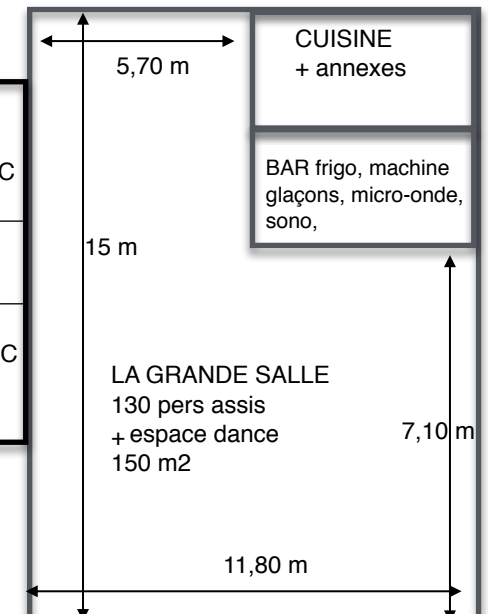 CUISINE
+ annexes
5,70 m
C
BAR frigo, machine
glaçons, micro-onde,
sono,
15 m
C
LA GRANDE SALLE
130 pers assis
+ espace dance
150 m2
7,10 m
11,80 m